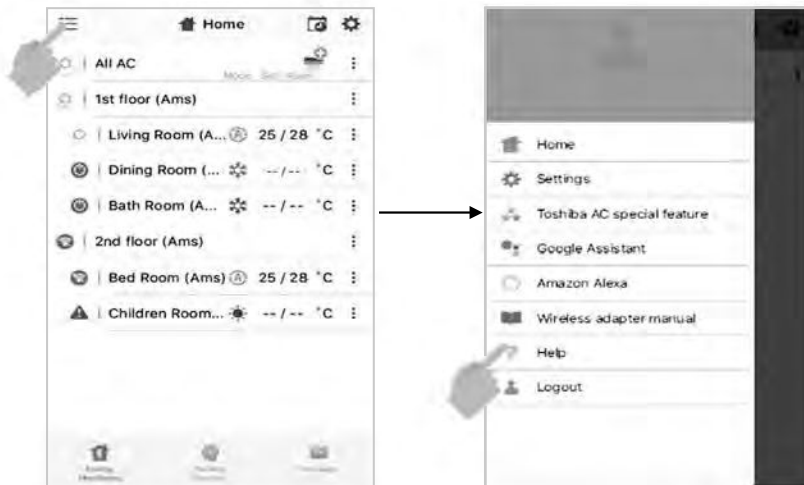 Home
All AC
Mode Set Room
1st floor (Ams)
Living Room (A... A 25 / 28 °C
Dining Room (... -- / -- °C
Bath Room (A... -- / -- °C
2nd floor (Ams)
Bed Room (Ams) A 25 / 28 °C
Children Room... -- / -- °C
Home
Settings
Toshiba AC special feature
Google Assistant
Amazon Alexa
Wireless adapter manual
Help
Logout